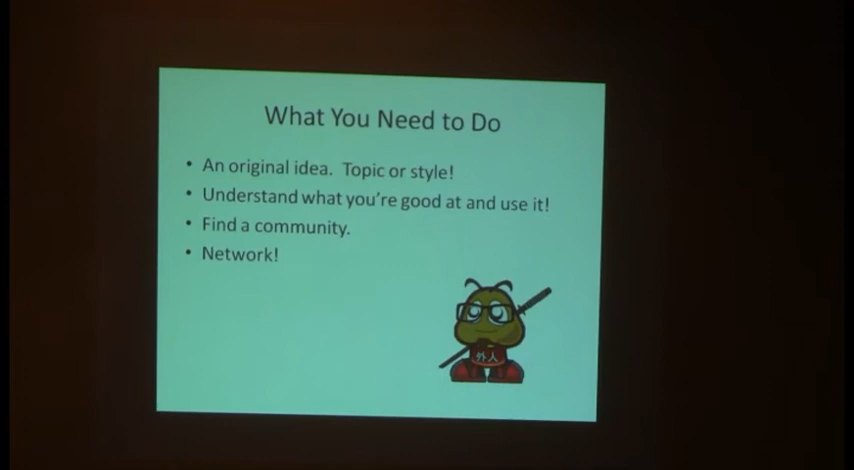 What You Need to Do
• An original idea.  Topic or style!
• Understand what you're good at and use it!
• Find a community.
• Network!
外人